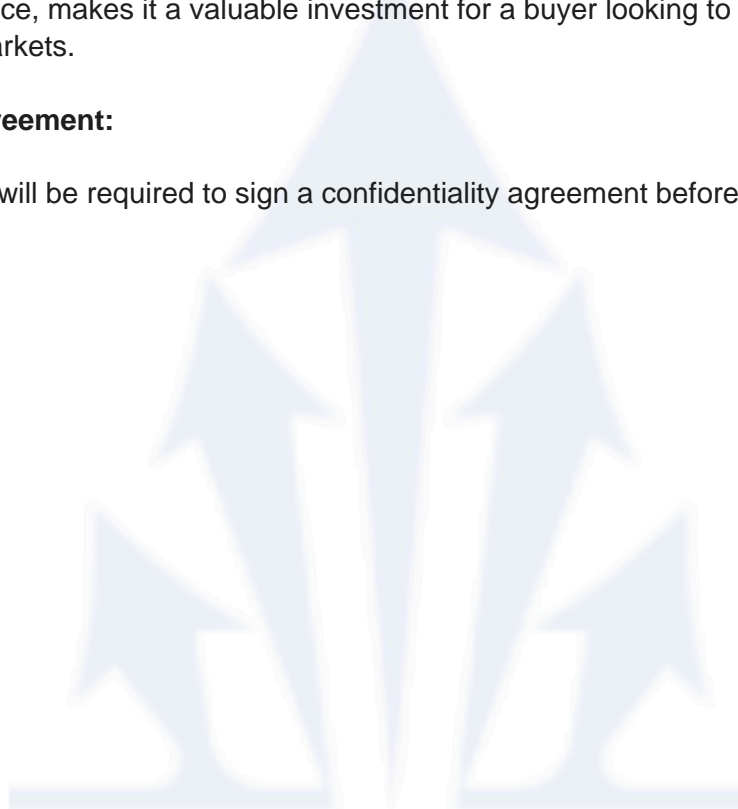 ce, makes it a valuable investment for a buyer looking to
arkets.
reement:
will be required to sign a confidentiality agreement before